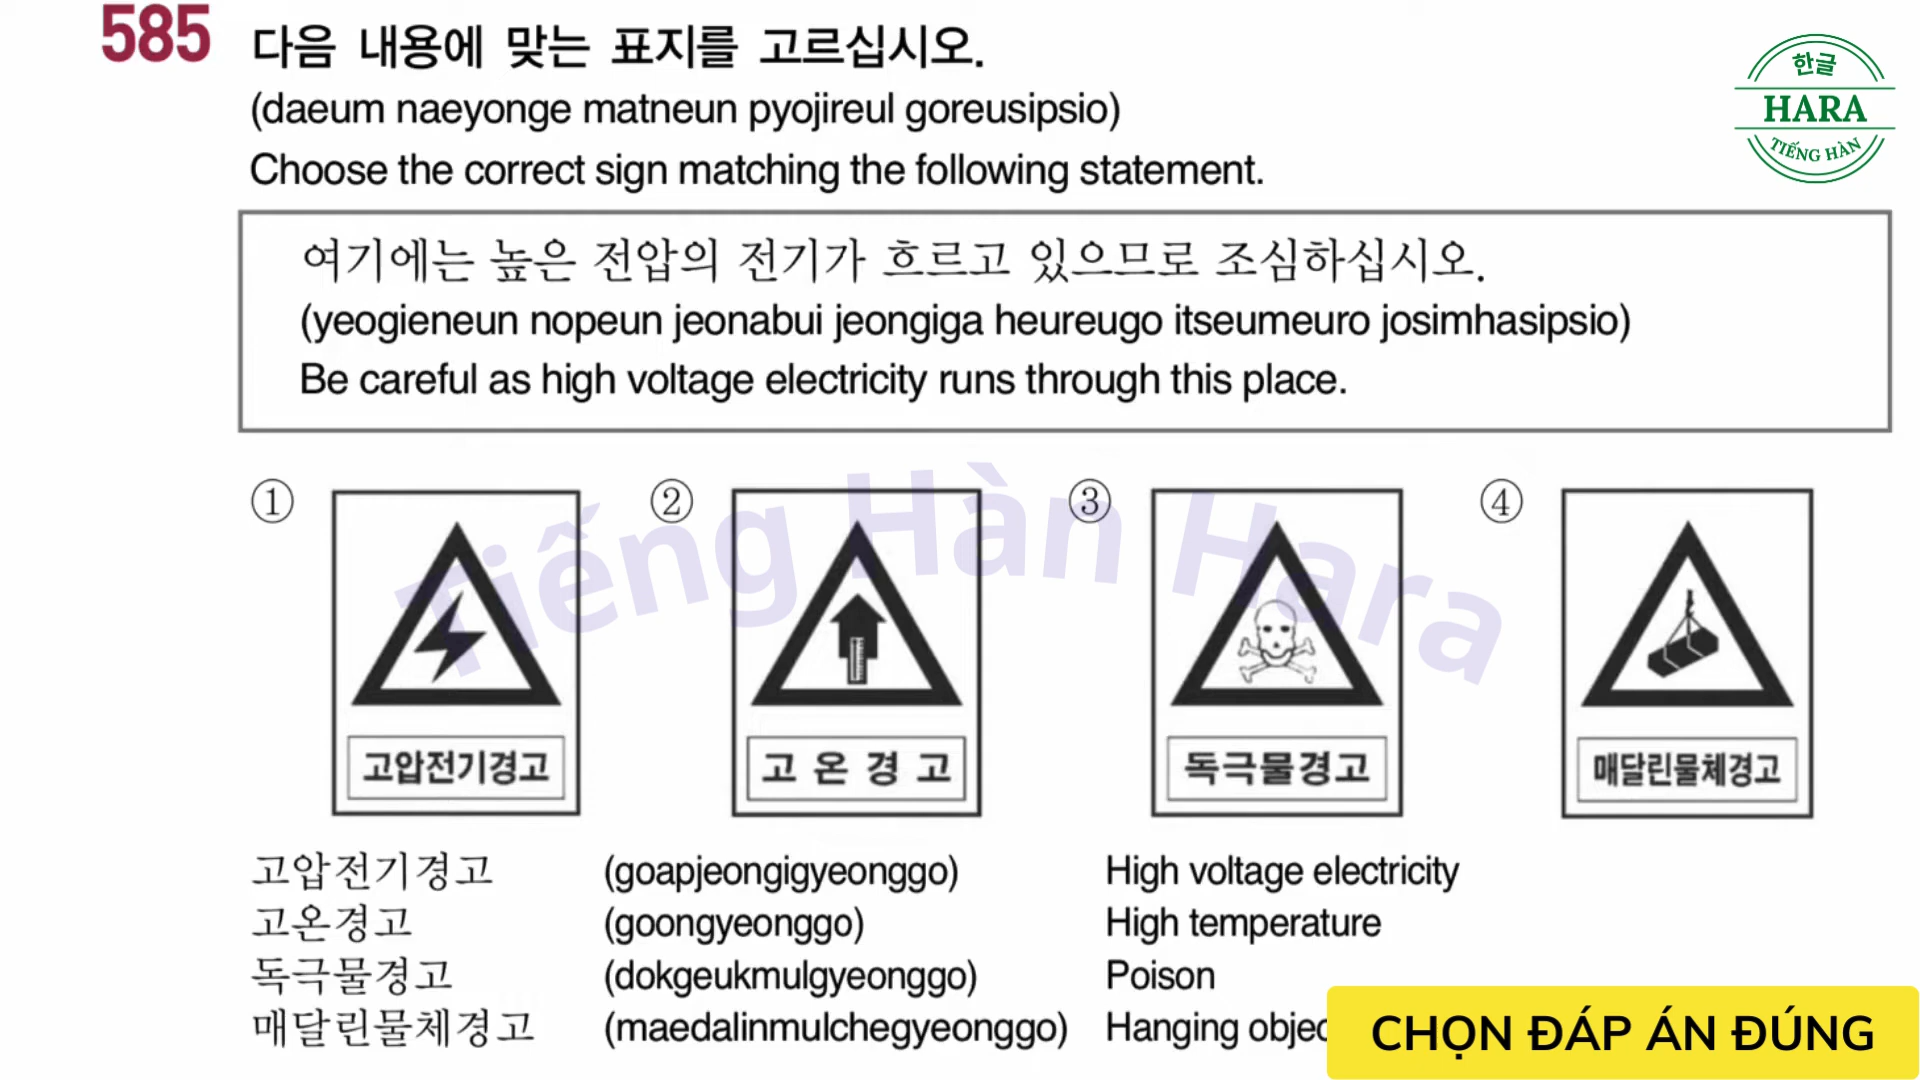 585 다음 내용에 맞는 표지를 고르십시오.
(daeum naeyonge matneun pyojireul goreusipsio)
Choose the correct sign matching the following statement.
한글
HARA
TIẾNG HÀN
여기에는 높은 전압의 전기가 흐르고 있으므로 조심하십시오.
(yeogieneun nopeun jeonabui jeongiga heureugo itseumeuro josimhasipsio)
Be careful as high voltage electricity runs through this place.
① ② ③ ④
Tiếng Hàn Hara
고압전기경고 고온경고 독극물경고 매달린물체경고
고압전기경고 (goapjeongigyeonggo) High voltage electricity
고온경고 (goongyeonggo) High temperature
독극물경고 (dokgeukmulgyeonggo) Poison
매달린물체경고 (maedalinmulchegyeonggo) Hanging objec
CHỌN ĐÁP ÁN ĐÚNG